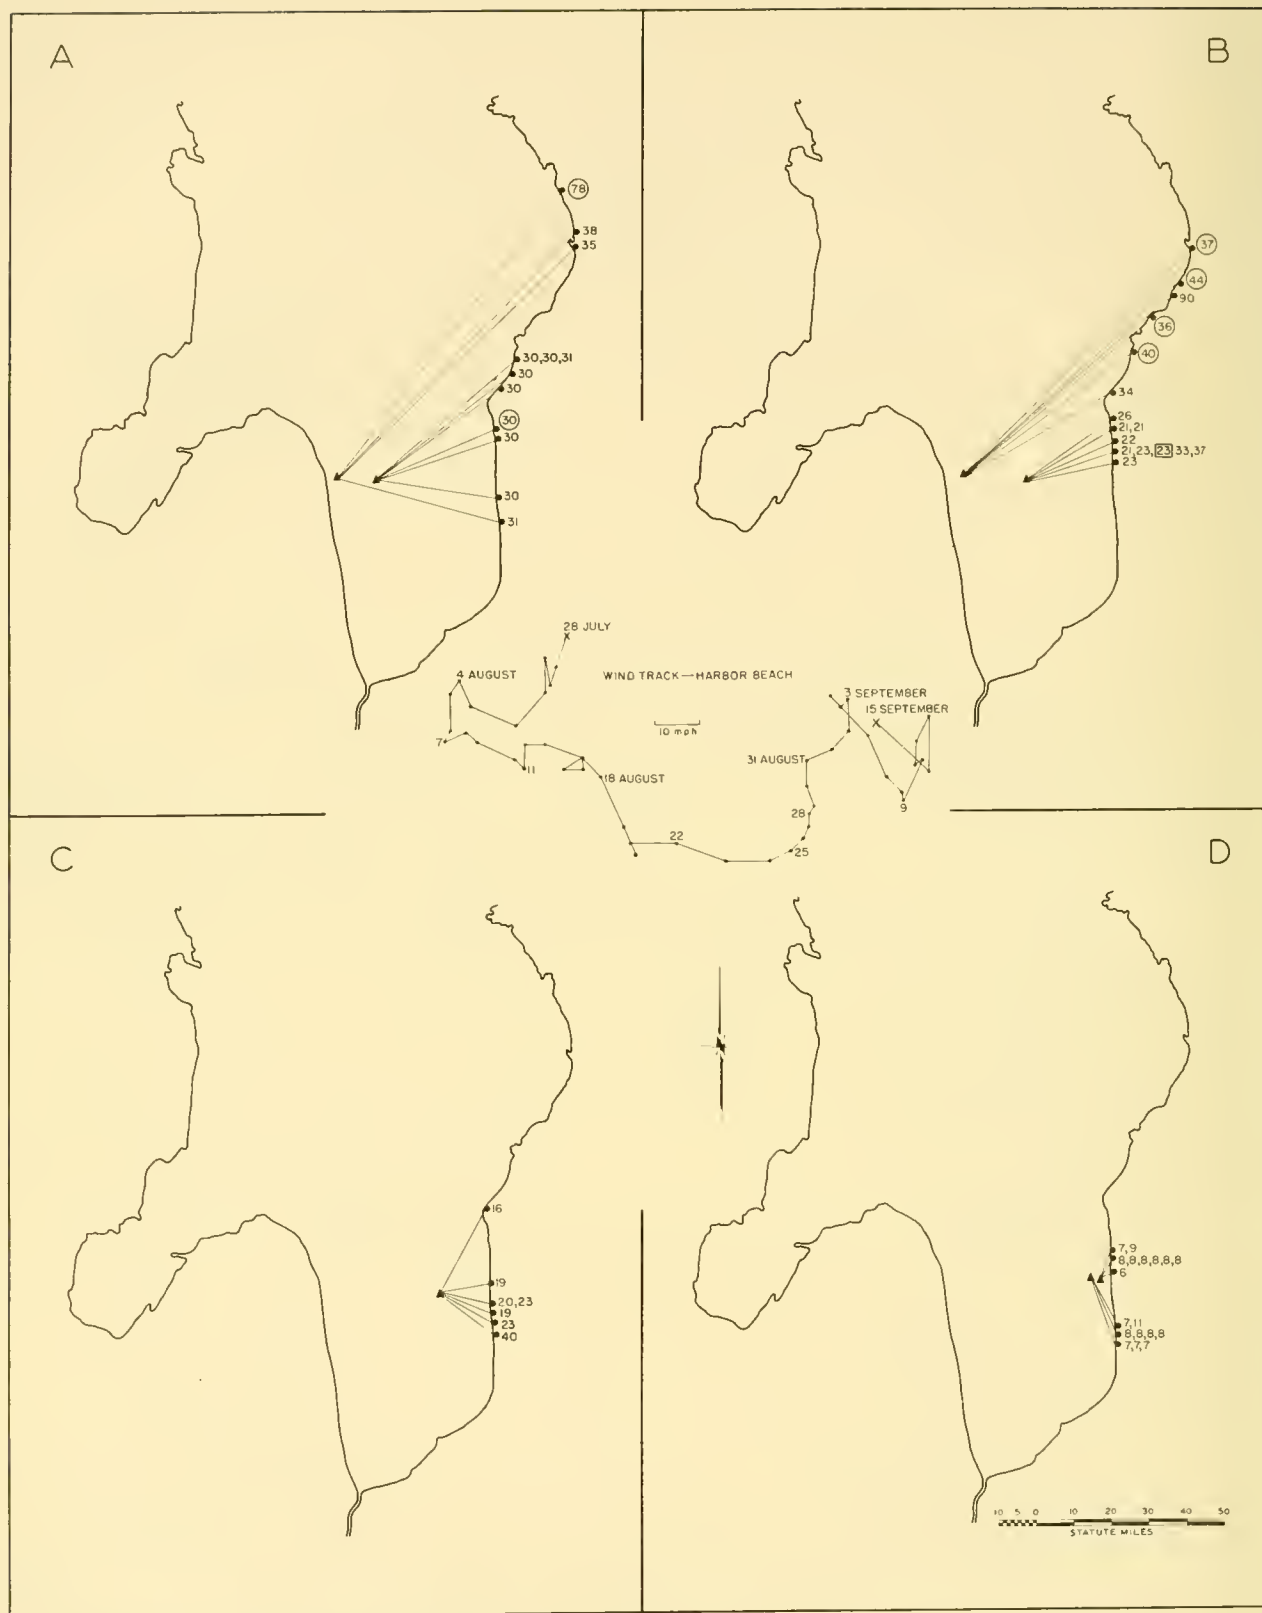 A
B
78
38
35
30,30,31
30
30
30
30
30
31
37
44
90
36
40
34
26
21,21
22
21,23,23 33,37
23
28 JULY
4 AUGUST
WIND TRACK—HARBOR BEACH
3 SEPTEMBER
15 SEPTEMBER
10 mph
7
11
18 AUGUST
31 AUGUST
28
9
22
25
C
D
16
19
20,23
19
23
40
7,9
8,8,8,8,8,8
6
7,11
8,8,8,8
7,7,7
10 5 0 10 20 30 40 50
STATUTE MILES